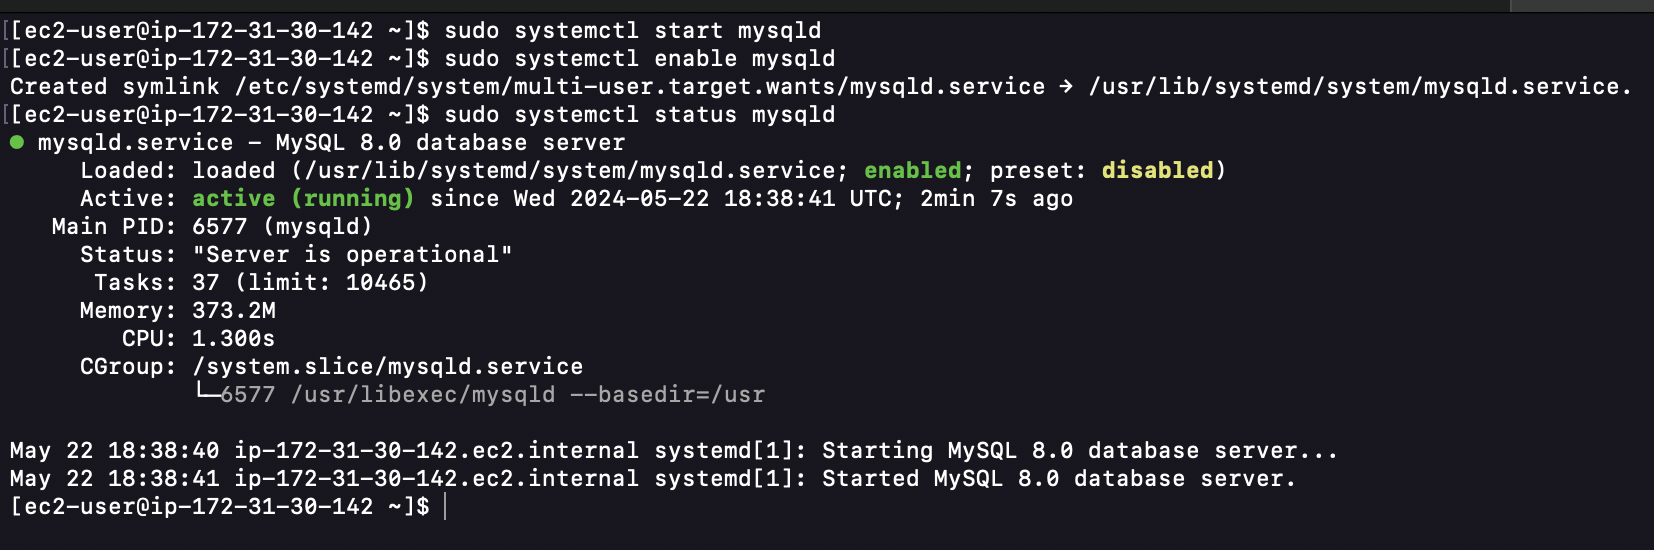 [[ec2-user@ip-172-31-30-142 ~]$ sudo systemctl start mysqld
[[ec2-user@ip-172-31-30-142 ~]$ sudo systemctl enable mysqld
Created symlink /etc/systemd/system/multi-user.target.wants/mysqld.service → /usr/lib/systemd/system/mysqld.service.
[[ec2-user@ip-172-31-30-142 ~]$ sudo systemctl status mysqld
● mysqld.service - MySQL 8.0 database server
     Loaded: loaded (/usr/lib/systemd/system/mysqld.service; enabled; preset: disabled)
     Active: active (running) since Wed 2024-05-22 18:38:41 UTC; 2min 7s ago
   Main PID: 6577 (mysqld)
     Status: "Server is operational"
      Tasks: 37 (limit: 10465)
     Memory: 373.2M
        CPU: 1.300s
     CGroup: /system.slice/mysqld.service
             └─6577 /usr/libexec/mysqld --basedir=/usr

May 22 18:38:40 ip-172-31-30-142.ec2.internal systemd[1]: Starting MySQL 8.0 database server...
May 22 18:38:41 ip-172-31-30-142.ec2.internal systemd[1]: Started MySQL 8.0 database server.
[ec2-user@ip-172-31-30-142 ~]$